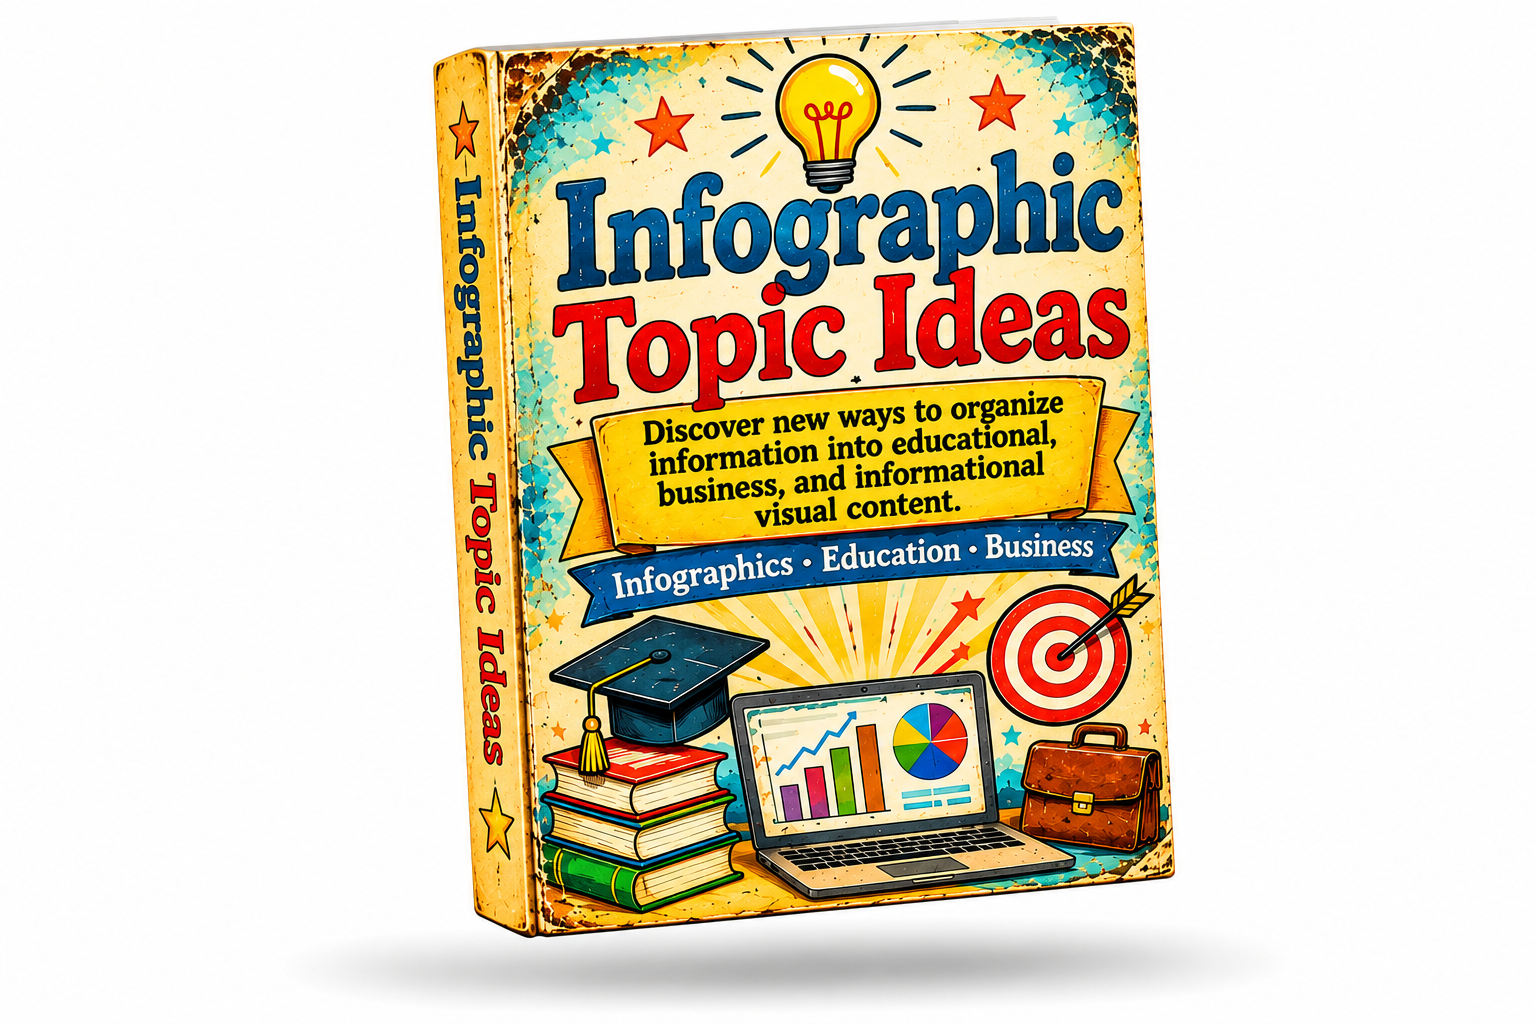 Infographic Topic Ideas
Infographic
Topic Ideas
Discover new ways to organize
information into educational,
business, and informational
visual content.
Infographics • Education • Business